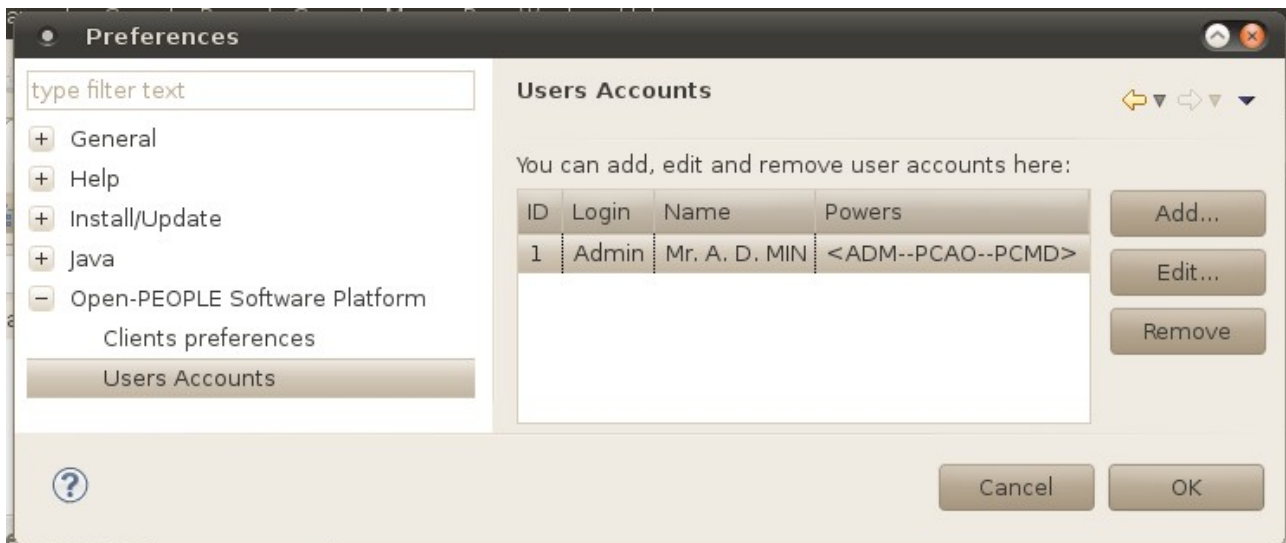 Preferences
type filter text
General
Help
Install/Update
Java
Open-PEOPLE Software Platform
Clients preferences
Users Accounts
Users Accounts
You can add, edit and remove user accounts here:
ID Login Name Powers
1 Admin Mr. A. D. MIN <ADM--PCAO--PCMD>
Add...
Edit...
Remove
Cancel OK